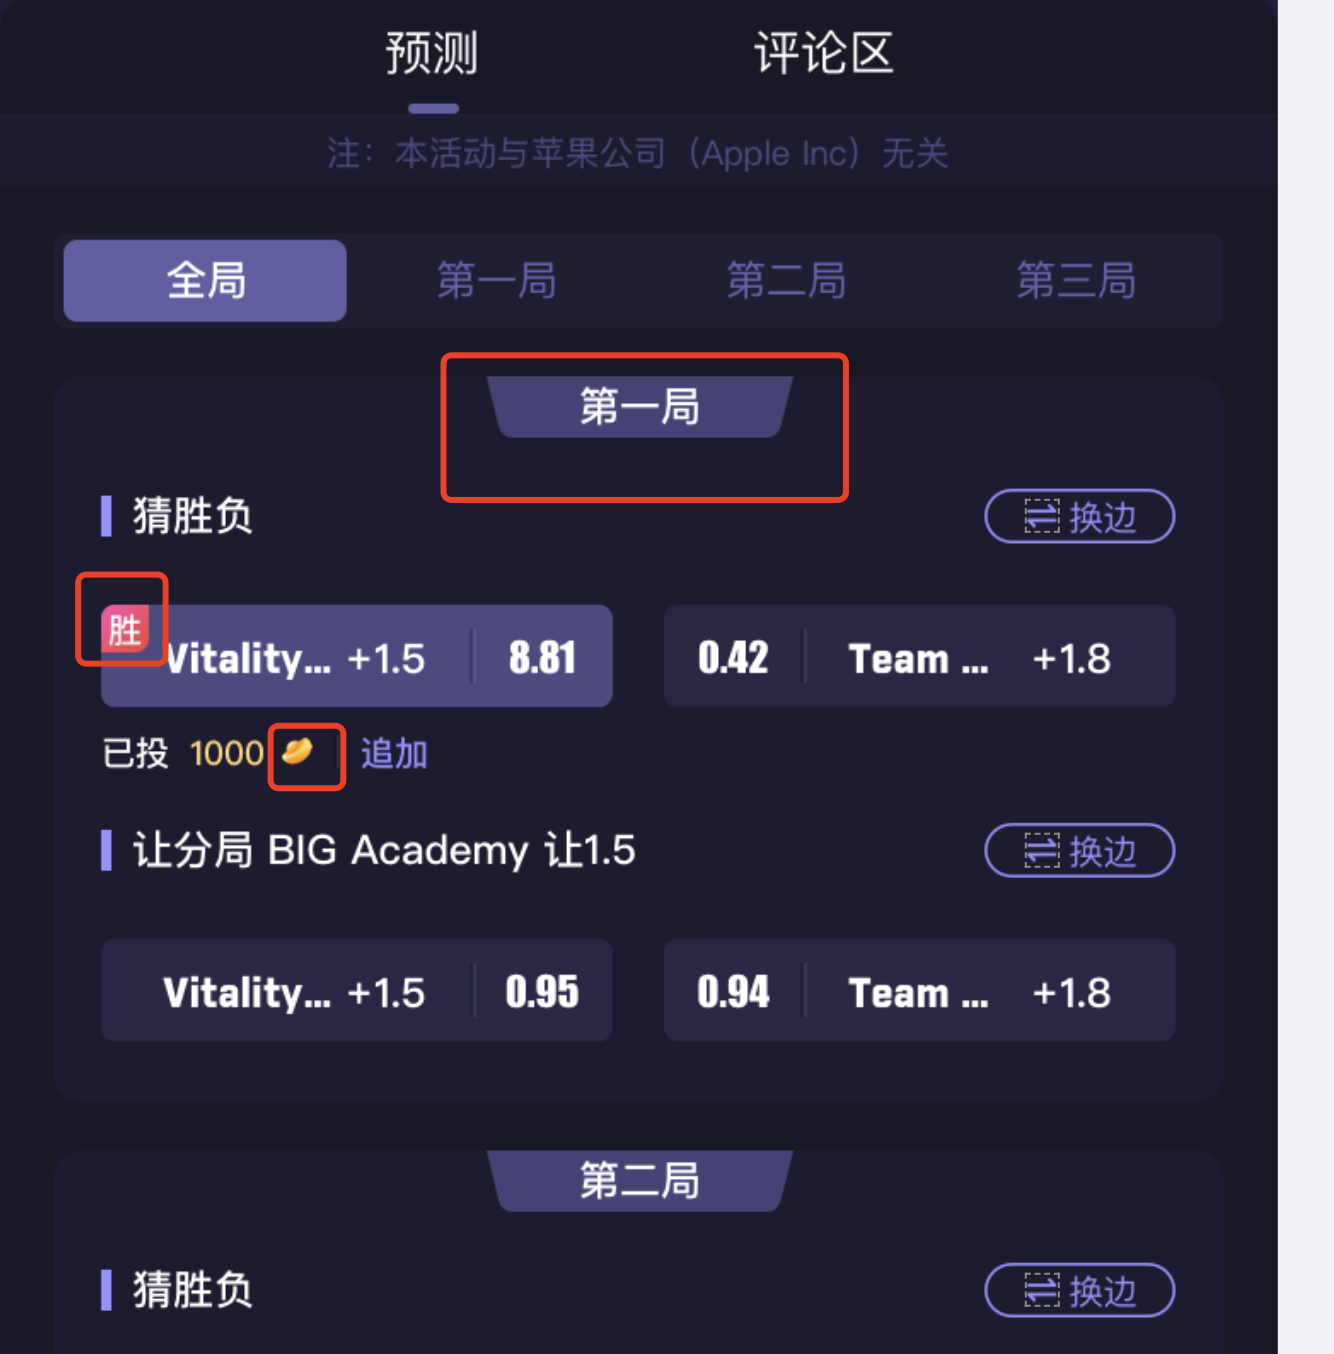 预测 评论区
注：本活动与苹果公司（Apple Inc）无关
全局 第一局 第二局 第三局
第一局
猜胜负 换边
胜
Vitality... +1.5 8.81 0.42 Team ... +1.8
已投 1000 追加
让分局 BIG Academy 让1.5 换边
Vitality... +1.5 0.95 0.94 Team ... +1.8
第二局
猜胜负 换边